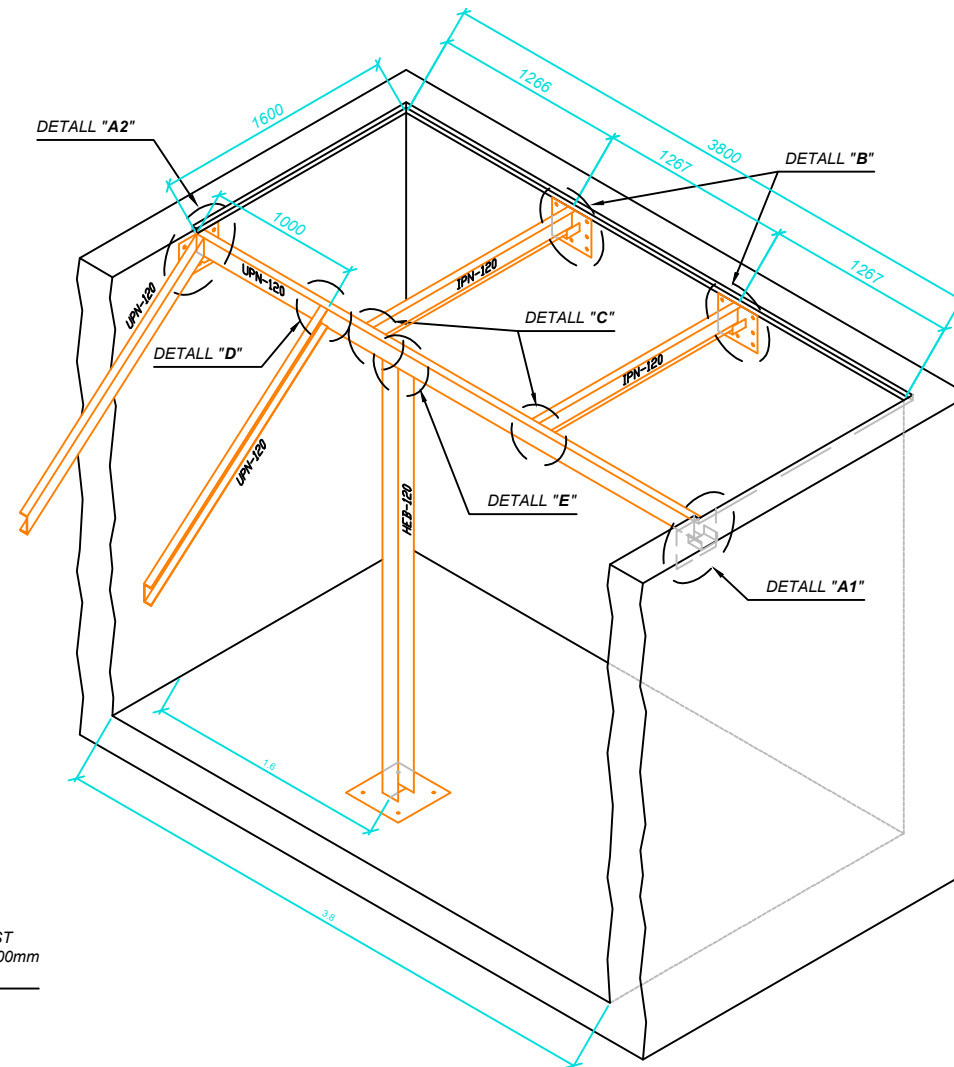 1266
1600
3800
DETALL "A2"
1267
DETALL "B"
1000
1267
UPN-120
UPN-120
IPN-120
DETALL "C"
DETALL "D"
IPN-120
UPN-120
HEB-120
DETALL "E"
DETALL "A1"
1.6
3.8
ST
00mm